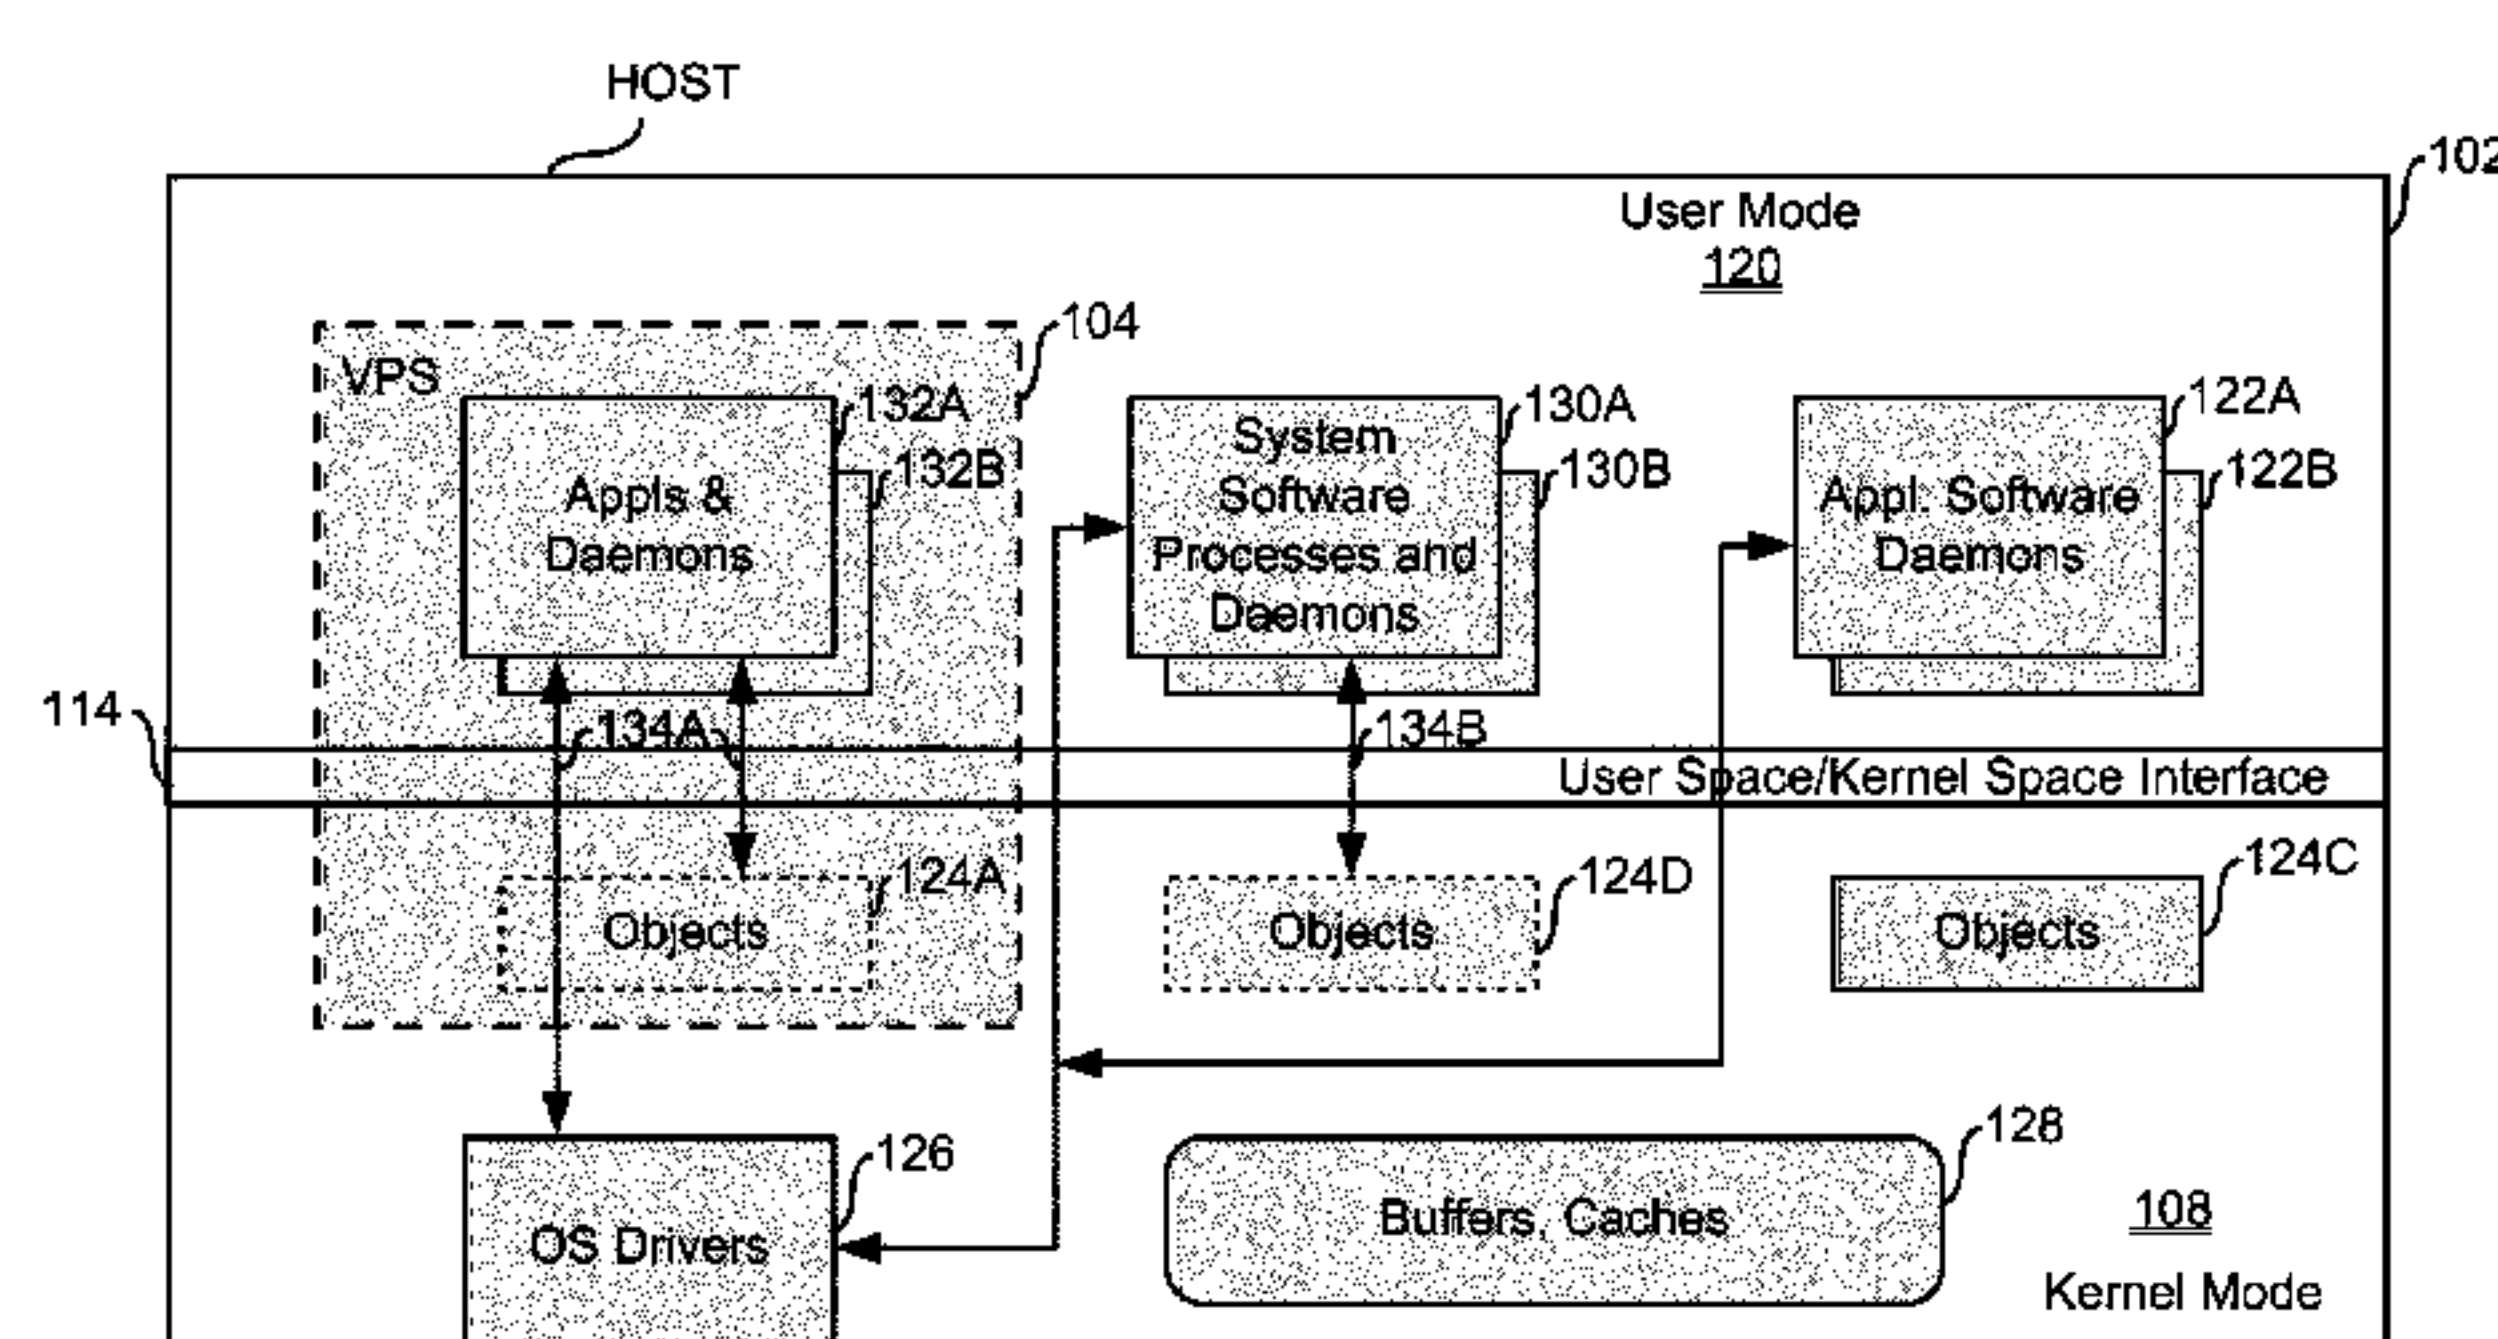 HOST
102
User Mode
120
104
VPS
132A
132B
Appls &
Daemons
130A
130B
System
Software
Processes and
Daemons
122A
122B
Appl. Software
Daemons
114
134A
134B
User Space/Kernel Space Interface
124A
Objects
124D
Objects
124C
Objects
126
OS Drivers
128
Buffers, Caches
108
Kernel Mode